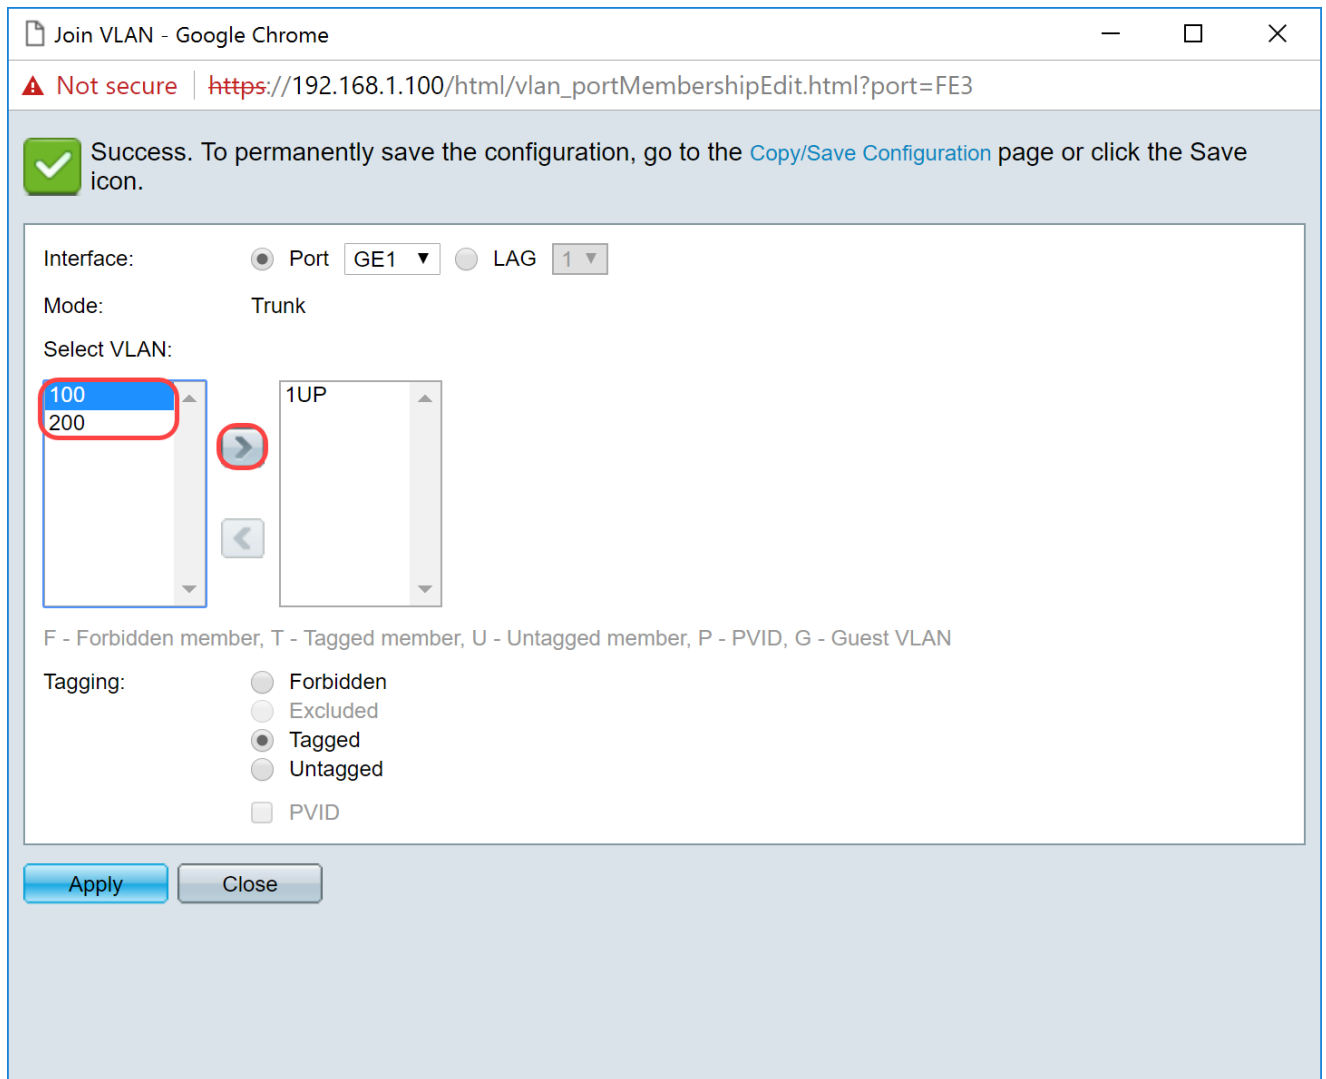 Join VLAN - Google Chrome
Not secure https://192.168.1.100/html/vlan_portMembershipEdit.html?port=FE3
Success. To permanently save the configuration, go to the Copy/Save Configuration page or click the Save
icon.
Interface: Port GE1 LAG 1
Mode: Trunk
Select VLAN:
100 1UP
200
F - Forbidden member, T - Tagged member, U - Untagged member, P - PVID, G - Guest VLAN
Tagging: Forbidden
Excluded
Tagged
Untagged
PVID
Apply Close